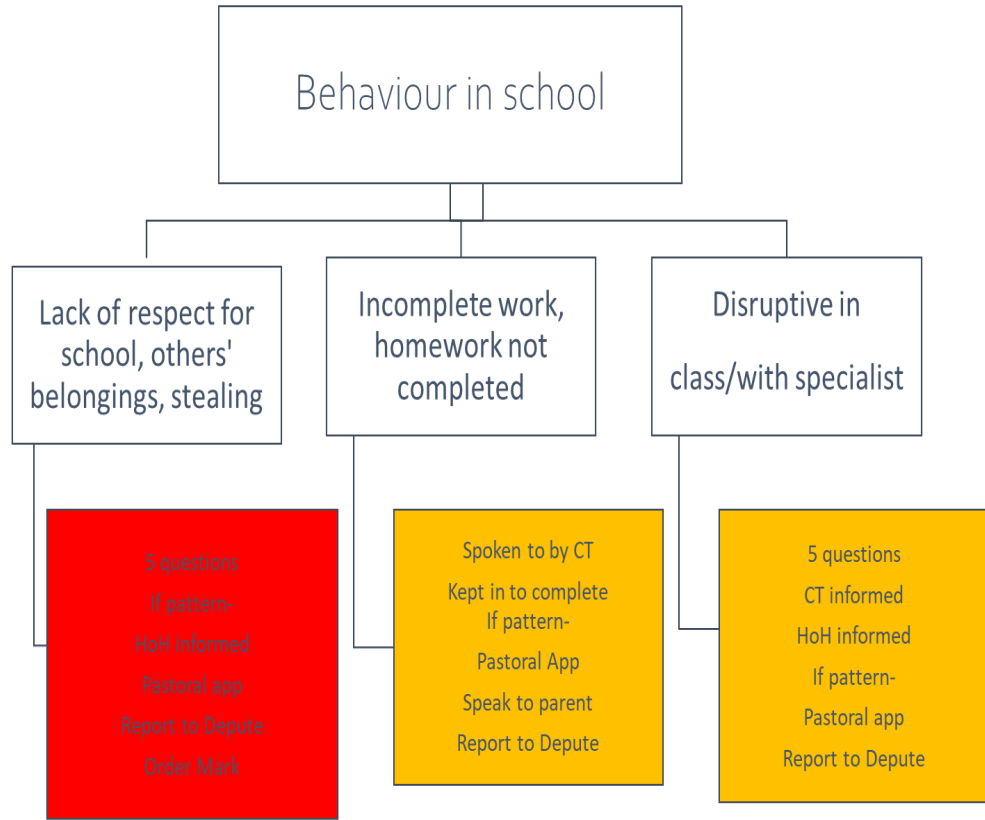 Behaviour in school
Lack of respect for
school, others'
belongings, stealing
Incomplete work,
homework not
completed
Disruptive in
class/with specialist
5 questions
If pattern-
HoH informed
Pastoral app
Report to Depute
Order Mark
Spoken to by CT
Kept in to complete
If pattern-
Pastoral App
Speak to parent
Report to Depute
5 questions
CT informed
HoH informed
If pattern-
Pastoral app
Report to Depute